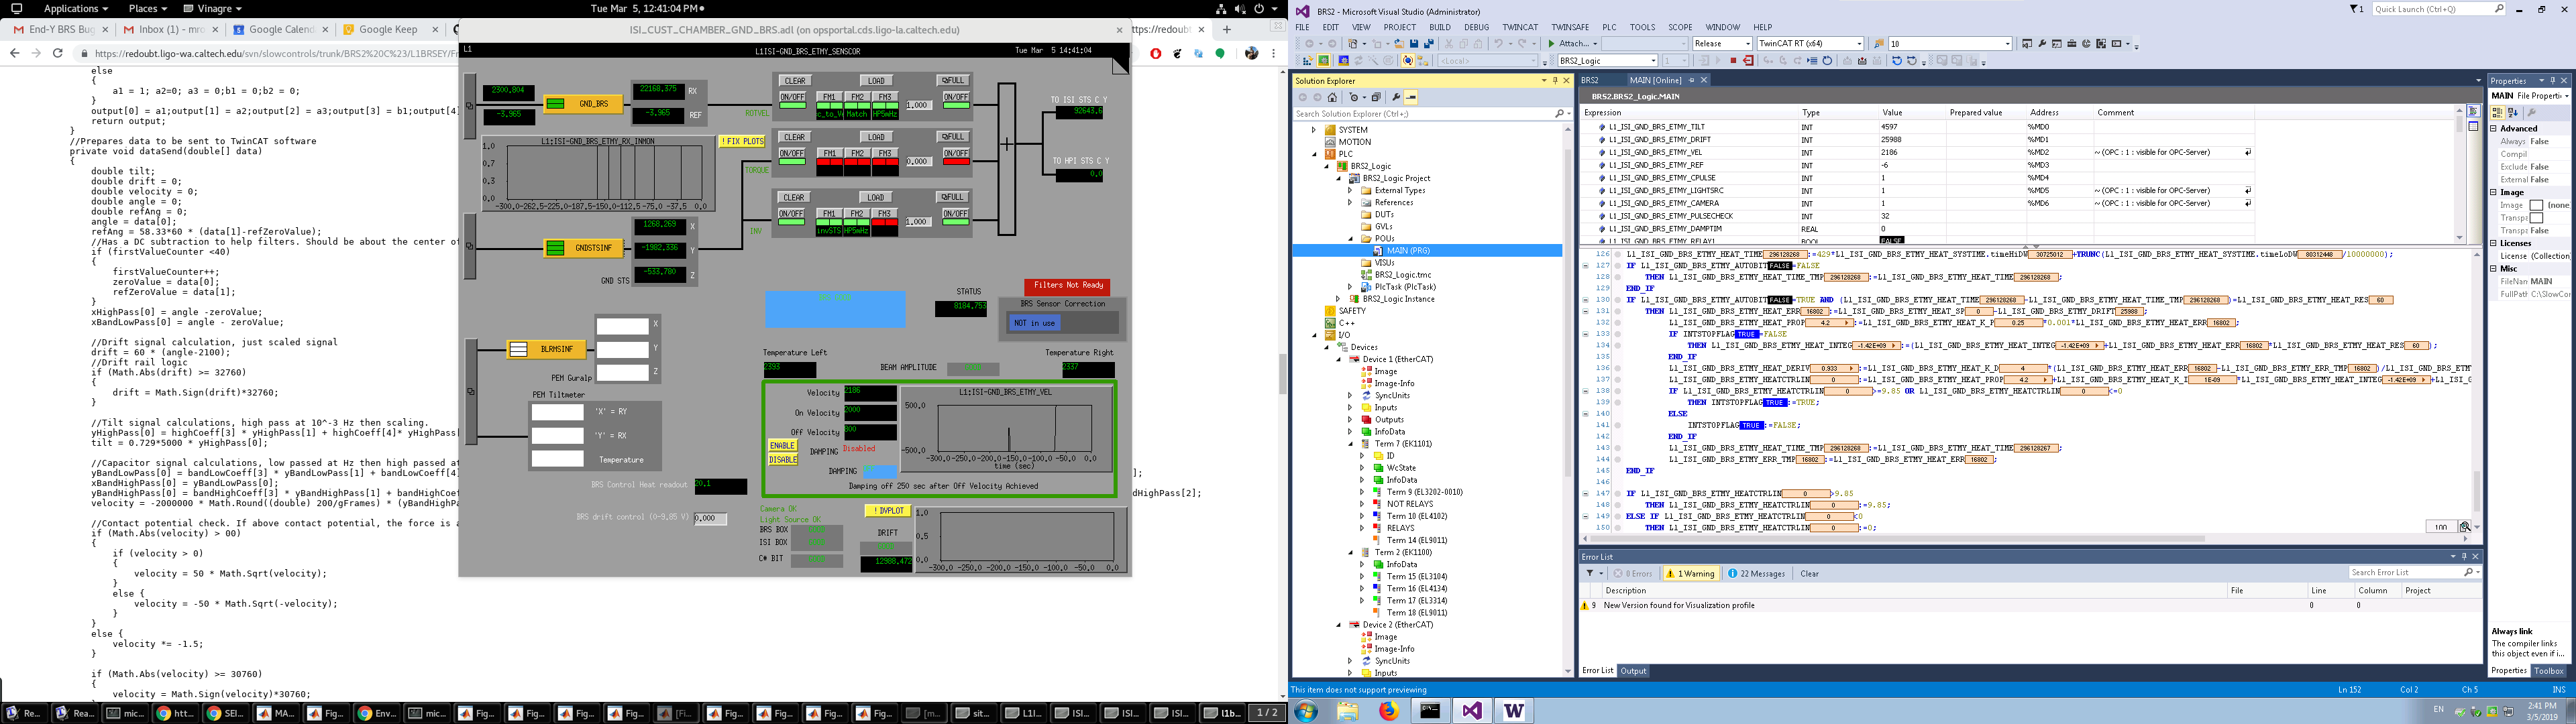 Applications
Places
Vinagre
Tue Mar 5, 12:41:04 PM
End-Y BRS Bug
Inbox (1) - mro
Google Calend
Google Keep
https://redoubt.ligo-wa.caltech.edu/svn/slowcontrols/trunk/BRS2%20C%23/L1BRSEY/Fr
else
{
a1 = 1; a2=0; a3 = 0;b1 = 0;b2 = 0;
}
output[0] = a1;output[1] = a2;output[2] = a3;output[3] = b1;output[4]
return output;
}
//Prepares data to be sent to TwinCAT software
private void dataSend(double[] data)
{
double tilt;
double drift = 0;
double velocity = 0;
double angle = 0;
double refAng = 0;
angle = data[0];
refAng = 58.33*60 * (data[1]-refZeroValue);
//Has a DC subtraction to help filters. Should be about the center of
if (firstValueCounter <40)
{
firstValueCounter++;
zeroValue = data[0];
refZeroValue = data[1];
}
xHighPass[0] = angle -zeroValue;
xBandLowPass[0] = angle - zeroValue;
//Drift signal calculation, just scaled signal
drift = 60 * (angle-2100);
//Drift rail logic
if (Math.Abs(drift) >= 32760)
{
drift = Math.Sign(drift)*32760;
}
//Tilt signal calculations, high pass at 10^-3 Hz then scaling.
yHighPass[0] = highCoeff[3] * yHighPass[1] + highCoeff[4]* yHighPass[
tilt = 0.729*5000 * yHighPass[0];
//Capacitor signal calculations, low passed at Hz then high passed at
yBandLowPass[0] = bandLowCoeff[3] * yBandLowPass[1] + bandLowCoeff[4]
xBandHighPass[0] = yBandLowPass[0];
yBandHighPass[0] = bandHighCoeff[3] * yBandHighPass[1] + bandHighCoef
velocity = -2000000 * Math.Round((double) 200/gFrames) * (yBandHighPas
//Contact potential check. If above contact potential, the force is a
if (Math.Abs(velocity) > 00)
{
if (velocity > 0)
{
velocity = 50 * Math.Sqrt(velocity);
}
else {
velocity = -50 * Math.Sqrt(-velocity);
}
}
else {
velocity *= -1.5;
}
if (Math.Abs(velocity) >= 30760)
{
velocity = Math.Sign(velocity)*30760;
ISI_CUST_CHAMBER_GND_BRS.adl (on opsportal.cds.ligo-la.caltech.edu)
ttps://redoubt
L1
L1ISI-GND_BRS_ETMY_SENSOR
Tue Mar 5 14:41:04
2300.804
-3.965
GND_BRS
22168.375 RX
-3.965 REF
ROTVEL
CLEAR LOAD FULL
ON/OFF FM1 FM2 FM3 1.000 ON/OFF
c_to_V Match HP5mHz
! FIX PLOTS
L1:ISI-GND_BRS_ETMY_RX_INMON
1.0
0.7
0.3
0.0
-300.0-262.5-225.0-187.5-150.0-112.5 -75.0 -37.5 0.0
TORQUE
CLEAR LOAD FULL
ON/OFF FM1 FM2 FM3 0.000 ON/OFF
INV
CLEAR LOAD FULL
ON/OFF FM1 FM2 FM3 1.000 ON/OFF
invSTS HP5mHz
TO ISI STS C Y
92643.6
TO HPI STS C Y
0.0
GNDSTSINF
1268.269 X
-1982.336 Y
-533.780 Z
GND STS
STATUS
8184.753
Filters Not Ready
BRS Sensor Correction
NOT in use
BLRMSINF
X
Y
Z
PEM Guralp
PEM Tiltmeter
'X' = RY
'Y' = RX
Temperature
Temperature Left
2393
BEAM AMPLITUDE
Temperature Right
2337
Velocity 2186
On Velocity 2000
Off Velocity 800
ENABLE
DISABLE
DAMPING Disabled
DAMPING
L1:ISI-GND_BRS_ETMY_VEL
500.0
-500.0
-300.0 -250.0 -200.0 -150.0 -100.0 -50.0 0.0
time (sec)
Damping off 250 sec after Off Velocity Achieved
BRS Control Heat readout 20.1
BRS drift control (0-9.85 V) 0.000
Camera OK
Light Source OK
BRS BOX
ISI BOX
C# BIT
! DVPLOT
DRIFT
12988.472
1.0
0.5
0.0
-300.0 -250.0 -200.0 -150.0 -100.0 -50.0 0.0
];
dHighPass[2];
1 / 2
BRS2 - Microsoft Visual Studio (Administrator)
Quick Launch (Ctrl+Q)
FILE EDIT VIEW PROJECT BUILD DEBUG TWINCAT TWINSAFE PLC TOOLS SCOPE WINDOW HELP
Attach... Release TwinCAT RT (x64) 10
<Local> BRS2_Logic
Solution Explorer
Search Solution Explorer (Ctrl+;)
SYSTEM
MOTION
PLC
BRS2_Logic
BRS2_Logic Project
External Types
References
DUTs
GVLs
POUs
MAIN (PRG)
VISUs
BRS2_Logic.tmc
PlcTask (PlcTask)
BRS2_Logic Instance
SAFETY
C++
I/O
Devices
Device 1 (EtherCAT)
Image
Image-Info
SyncUnits
Inputs
Outputs
InfoData
Term 7 (EK1101)
ID
WcState
InfoData
Term 9 (EL3202-0010)
NOT RELAYS
Term 10 (EL4102)
RELAYS
Term 14 (EL9011)
Term 2 (EK1100)
InfoData
Term 15 (EL3104)
Term 16 (EL4134)
Term 17 (EL3314)
Term 18 (EL9011)
Device 2 (EtherCAT)
Image
Image-Info
SyncUnits
Inputs
BRS2 MAIN [Online]
BRS2.BRS2_Logic.MAIN
Expression Type Value Prepared value Address Comment
L1_ISI_GND_BRS_ETMY_TILT INT 4597 %MD0
L1_ISI_GND_BRS_ETMY_DRIFT INT 25988 %MD1
L1_ISI_GND_BRS_ETMY_VEL INT 2186 %MD2 ~ (OPC : 1 : visible for OPC-Server)
L1_ISI_GND_BRS_ETMY_REF INT -6 %MD3
L1_ISI_GND_BRS_ETMY_CPULSE INT 1 %MD4
L1_ISI_GND_BRS_ETMY_LIGHTSRC INT 1 %MD5 ~ (OPC : 1 : visible for OPC-Server)
L1_ISI_GND_BRS_ETMY_CAMERA INT 1 %MD6 ~ (OPC : 1 : visible for OPC-Server)
L1_ISI_GND_BRS_ETMY_PULSECHECK INT 32
L1_ISI_GND_BRS_ETMY_DAMPTIM REAL 0
L1_ISI_GND_BRS_ETMY_RELAY1 BOOL FALSE
126 L1_ISI_GND_BRS_ETMY_HEAT_TIME 296128268 :=429*L1_ISI_GND_BRS_ETMY_HEAT_SYSTIME.timeHiDW 30725012 +TRUNC(L1_ISI_GND_BRS_ETMY_HEAT_SYSTIME.timeLoDW 80312448 /10000000);
127 IF L1_ISI_GND_BRS_ETMY_AUTOBIT FALSE =FALSE
128 THEN L1_ISI_GND_BRS_ETMY_HEAT_TIME_TMP 296128268 :=L1_ISI_GND_BRS_ETMY_HEAT_TIME 296128268 ;
129 END_IF
130 IF L1_ISI_GND_BRS_ETMY_AUTOBIT FALSE =TRUE AND (L1_ISI_GND_BRS_ETMY_HEAT_TIME 296128268 -L1_ISI_GND_BRS_ETMY_HEAT_TIME_TMP 296128268 )=L1_ISI_GND_BRS_ETMY_HEAT_RES 60
131 THEN L1_ISI_GND_BRS_ETMY_HEAT_ERR 16802 :=L1_ISI_GND_BRS_ETMY_HEAT_SP 0 -L1_ISI_GND_BRS_ETMY_DRIFT 25988 ;
132 L1_ISI_GND_BRS_ETMY_HEAT_PROP 4.2 :=L1_ISI_GND_BRS_ETMY_HEAT_K_P 0.25 *0.001*L1_ISI_GND_BRS_ETMY_HEAT_ERR 16802 ;
133 IF INTSTOPFLAG TRUE =FALSE
134 THEN L1_ISI_GND_BRS_ETMY_HEAT_INTEG -1.42E+09 :=(L1_ISI_GND_BRS_ETMY_HEAT_INTEG -1.42E+09 +L1_ISI_GND_BRS_ETMY_HEAT_ERR 16802 *L1_ISI_GND_BRS_ETMY_HEAT_RES 60 );
135 END_IF
136 L1_ISI_GND_BRS_ETMY_HEAT_DERIV 0.933 :=L1_ISI_GND_BRS_ETMY_HEAT_K_D 4 *(L1_ISI_GND_BRS_ETMY_HEAT_ERR 16802 -L1_ISI_GND_BRS_ETMY_ERR_TMP 16802 )/L1_ISI_GND_BRS_ETMY
137 L1_ISI_GND_BRS_ETMY_HEATCTRLIN 0 :=L1_ISI_GND_BRS_ETMY_HEAT_PROP 4.2 +L1_ISI_GND_BRS_ETMY_HEAT_K_I 1E-09 *L1_ISI_GND_BRS_ETMY_HEAT_INTEG -1.42E+09 +L1_IS
138 IF L1_ISI_GND_BRS_ETMY_HEATCTRLIN 0 >=9.85 OR L1_ISI_GND_BRS_ETMY_HEATCTRLIN 0 <=0
139 THEN INTSTOPFLAG TRUE :=TRUE;
140 ELSE
141 INTSTOPFLAG TRUE :=FALSE;
142 END_IF
143 L1_ISI_GND_BRS_ETMY_HEAT_TIME_TMP 296128268 :=L1_ISI_GND_BRS_ETMY_HEAT_TIME 296128267 ;
144 L1_ISI_GND_BRS_ETMY_ERR_TMP 16802 :=L1_ISI_GND_BRS_ETMY_HEAT_ERR 16802 ;
145 END_IF
146
147 IF L1_ISI_GND_BRS_ETMY_HEATCTRLIN 0 >9.85
148 THEN L1_ISI_GND_BRS_ETMY_HEATCTRLIN 0 :=9.85;
149 ELSE IF L1_ISI_GND_BRS_ETMY_HEATCTRLIN 0 <0
150 THEN L1_ISI_GND_BRS_ETMY_HEATCTRLIN 0 :=0;
100
Error List
0 Errors 1 Warning 22 Messages Clear
Search Error List
Description File Line Column Project
9 New Version found for Visualization profile 0 0
Error List Output
Properties
MAIN File Properti
Advanced
Always False
Compil
Exclude False
External False
Image
Image (none
Transpa
Transpa
Licenses
License (Collection)
Misc
FileNam MAIN
FullPath C:\SlowCon
Always link
The compiler links
this object even if i...
Properties Toolbox
This item does not support previewing
Ln 152 Col 2 Ch 5 INS
EN
2:41 PM
3/5/2019